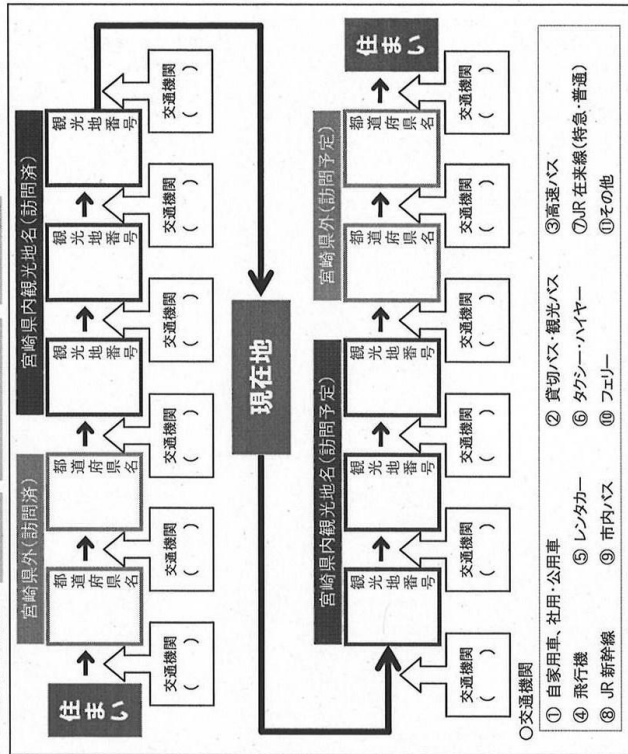 宮崎県外(訪問済)
宮崎県内観光地名(訪問済)
住まい
都道府県名
都道府県名
観光地番号
観光地番号
観光地番号
交通機関
(　　)
交通機関
(　　)
交通機関
(　　)
交通機関
(　　)
交通機関
(　　)
交通機関
(　　)
現在地
宮崎県内観光地名(訪問予定)
宮崎県外(訪問予定)
観光地番号
観光地番号
観光地番号
都道府県名
都道府県名
住まい
交通機関
(　　)
交通機関
(　　)
交通機関
(　　)
交通機関
(　　)
交通機関
(　　)
交通機関
(　　)
○交通機関
① 自家用車、社用・公用車 ② 貸切バス・観光バス ③高速バス
④ 飛行機 ⑤ レンタカー ⑥ タクシー・ハイヤー ⑦JR 在来線(特急・普通)
⑧ JR 新幹線 ⑨ 市内バス ⑩ フェリー ⑪その他